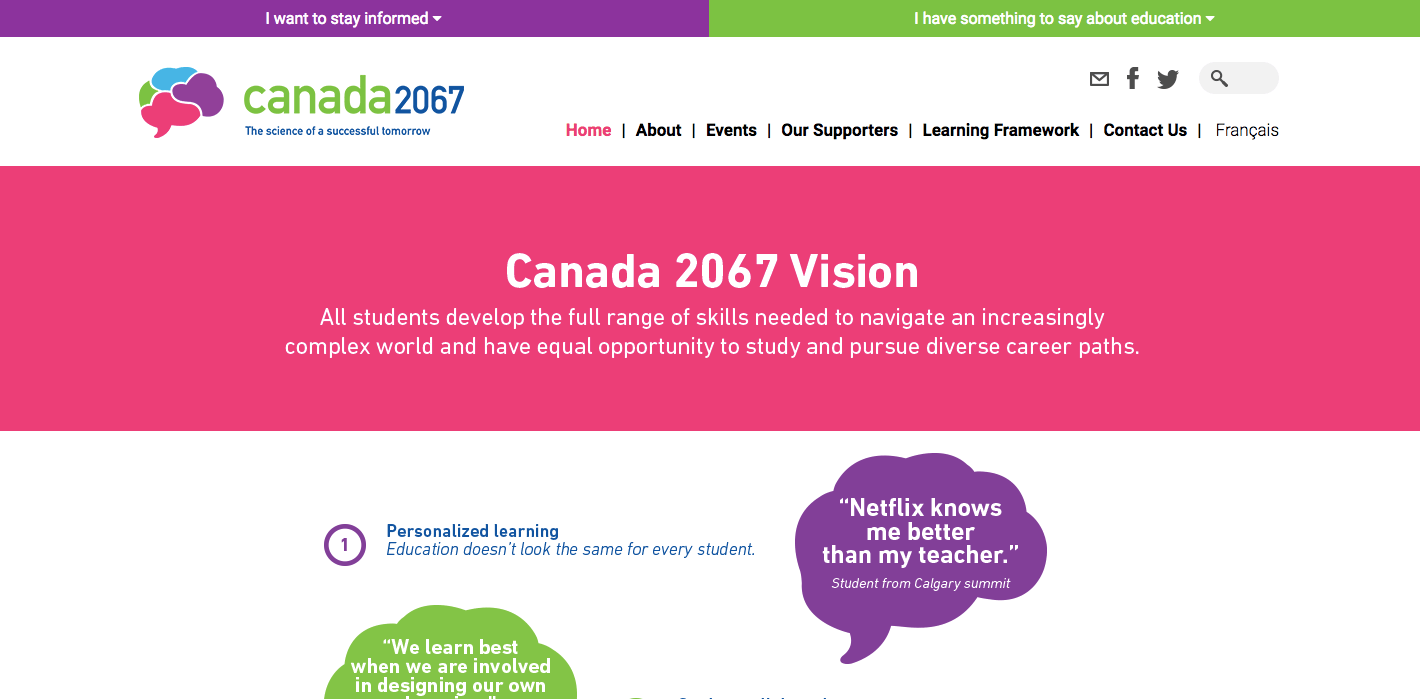 I want to stay informed
I have something to say about education
canada2067
The science of a successful tomorrow
Home | About | Events | Our Supporters | Learning Framework | Contact Us | Français
Canada 2067 Vision
All students develop the full range of skills needed to navigate an increasingly
complex world and have equal opportunity to study and pursue diverse career paths.
1
Personalized learning
Education doesn't look the same for every student.
“Netflix knows
me better
than my teacher.”
Student from Calgary summit
“We learn best
when we are involved
in designing our own